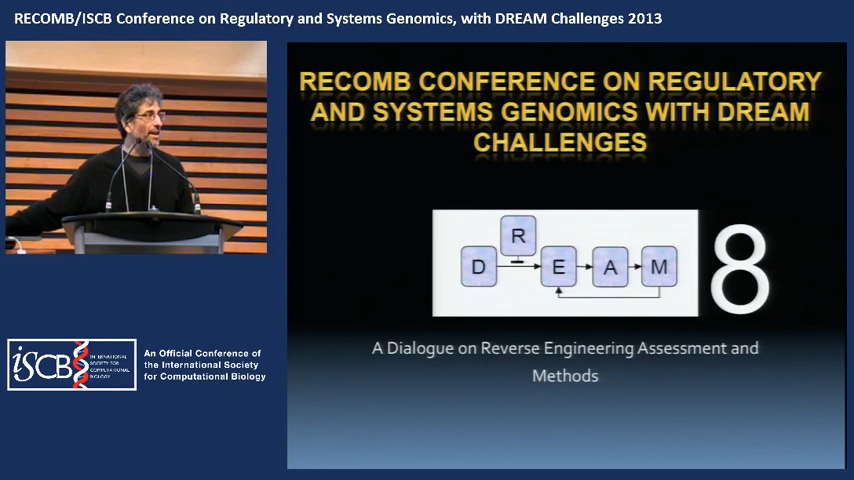 RECOMB/ISCB Conference on Regulatory and Systems Genomics, with DREAM Challenges 2013
RECOMB CONFERENCE ON REGULATORY
AND SYSTEMS GENOMICS WITH DREAM
CHALLENGES
R
D E A M
8
A Dialogue on Reverse Engineering Assessment and
Methods
iSCB
INTERNATIONAL
SOCIETY FOR
COMPUTATIONAL
BIOLOGY
An Official Conference of
the International Society
for Computational Biology